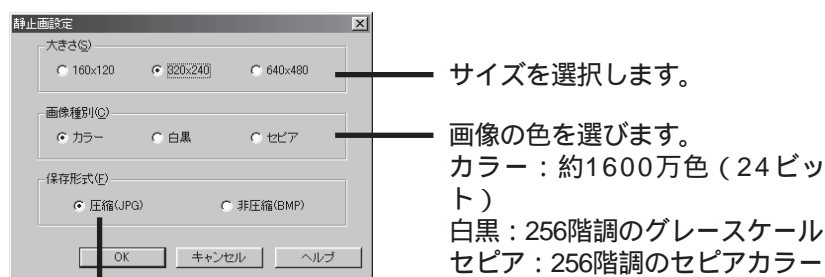 静止画設定
大きさ(S)
160x120 320x240 640x480
サイズを選択します。
画像種別(C)
カラー 白黒 セピア
画像の色を選びます。
カラー：約1600万色（24ビッ
ト）
白黒：256階調のグレースケール
セピア：256階調のセピアカラー
保存形式(F)
圧縮(JPG) 非圧縮(BMP)
OK キャンセル ヘルプ